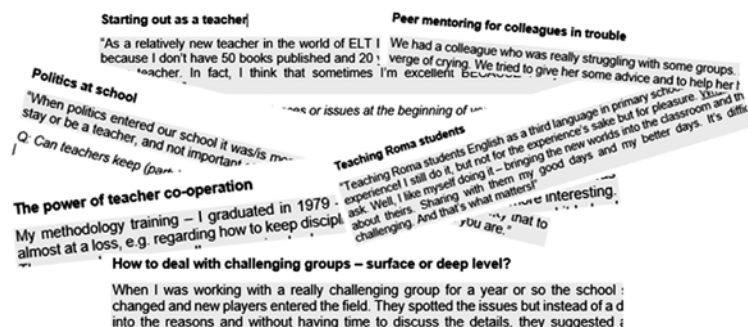 Starting out as a teacher
"As a relatively new teacher in the world of ELT I
because I don't have 50 books published and 20
teacher. In fact, I think that sometimes I'm excellent BECAUSE
Peer mentoring for colleagues in trouble
We had a colleague who was really struggling with some groups.
verge of crying. We tried to give her some advice and to help her
Politics at school
"When politics entered our school it was/is
stay or be a teacher, and not important
Q: Can teachers keep
I
or issues at the beginning of
Teaching Roma students
"Teaching Roma students English as a third language in primary
experience! I still do it, but not for the experience's sake but for pleasure.
ask. Well, I like myself doing it – bringing the new worlds into the classroom and
about theirs. Sharing with them my good days and my better days. It's
challenging. And that's what matters!"
The power of teacher co-operation
My methodology training – I graduated in 1979
almost at a loss, e.g. regarding how to keep
interesting.
that to
you are."
How to deal with challenging groups – surface or deep level?
When I was working with a really challenging group for a year or so the school
changed and new players entered the field. They spotted the issues but instead of a d
into the reasons and without having time to discuss the details, they suggested